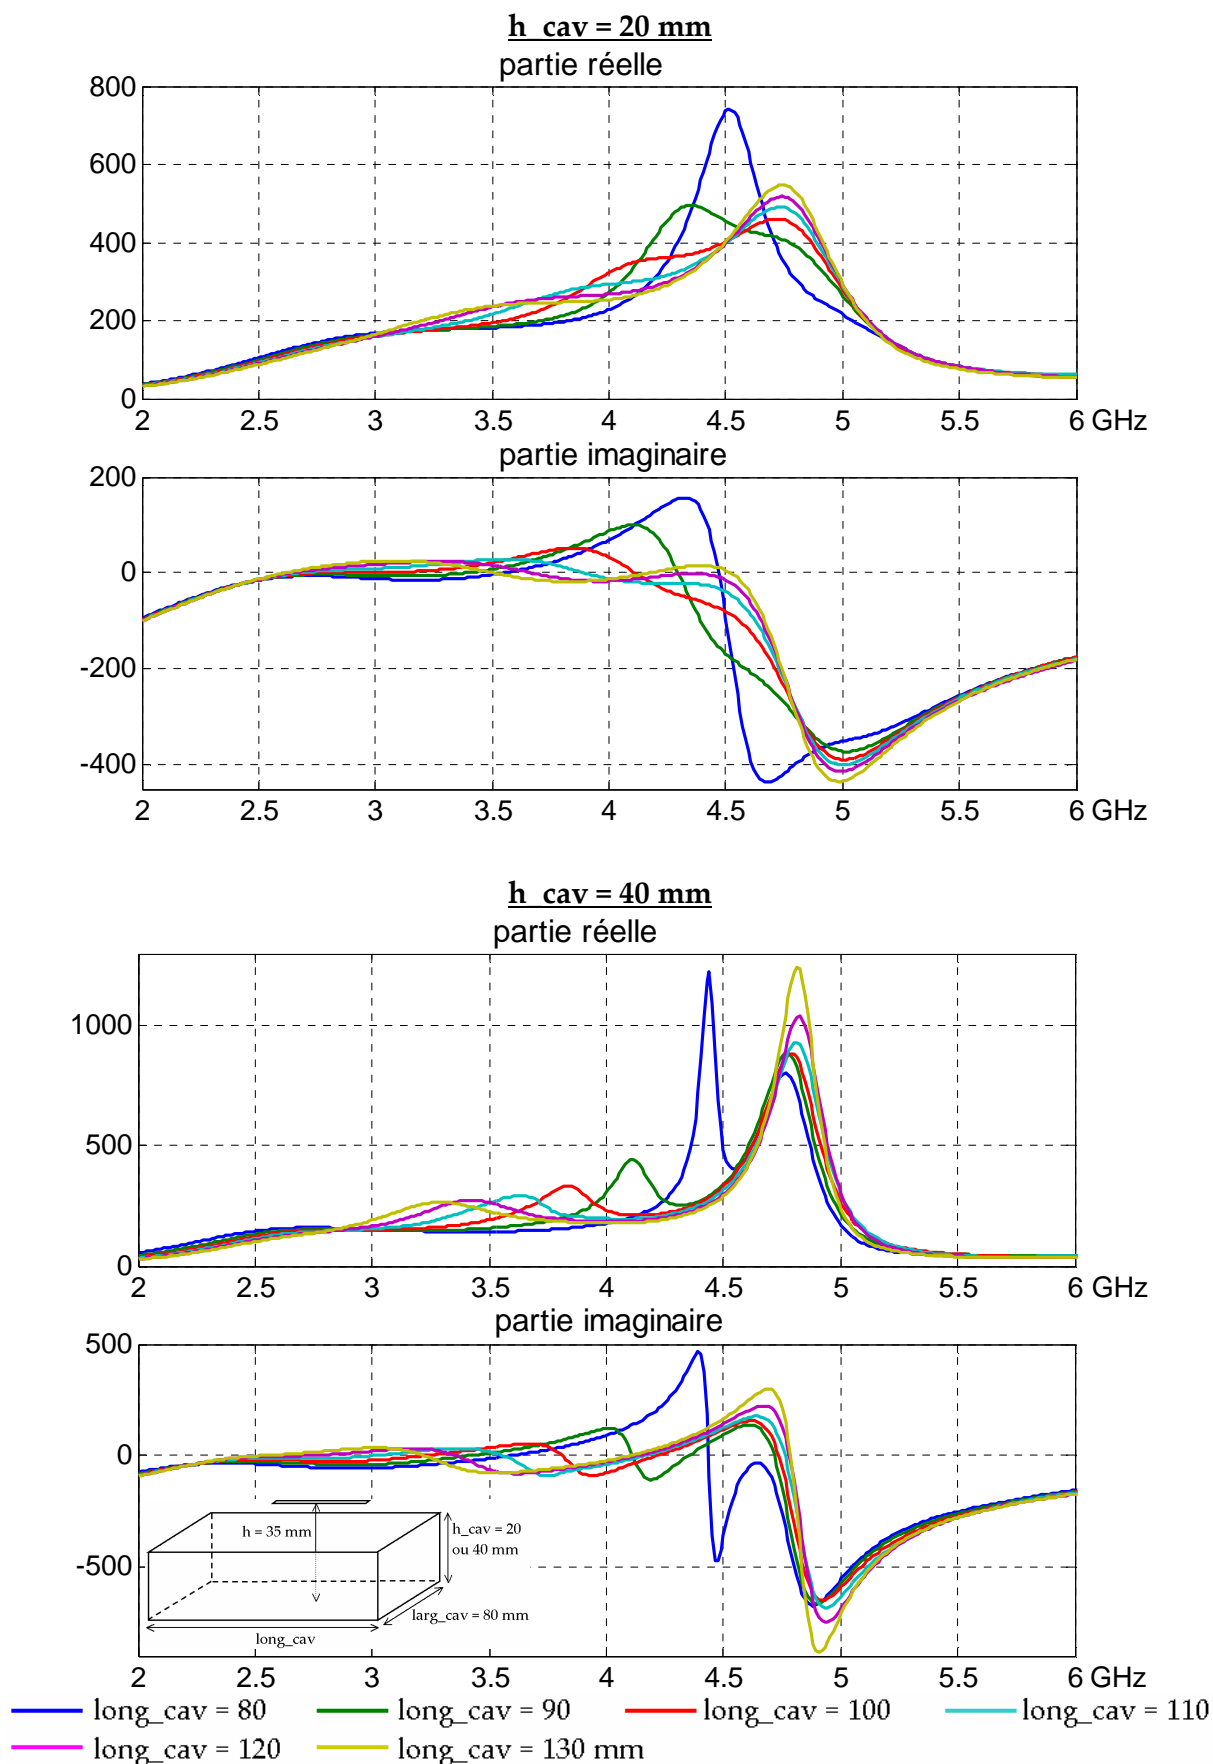 h_cav = 20 mm
partie réelle
800
600
400
200
0
2 2.5 3 3.5 4 4.5 5 5.5 6 GHz
partie imaginaire
200
0
-200
-400
2 2.5 3 3.5 4 4.5 5 5.5 6 GHz
h_cav = 40 mm
partie réelle
1000
500
0
2 2.5 3 3.5 4 4.5 5 5.5 6 GHz
partie imaginaire
500
0
-500
h = 35 mm
h_cav = 20
ou 40 mm
larg_cav = 80 mm
long_cav
2 2.5 3 3.5 4 4.5 5 5.5 6 GHz
long_cav = 80 long_cav = 90 long_cav = 100 long_cav = 110
long_cav = 120 long_cav = 130 mm